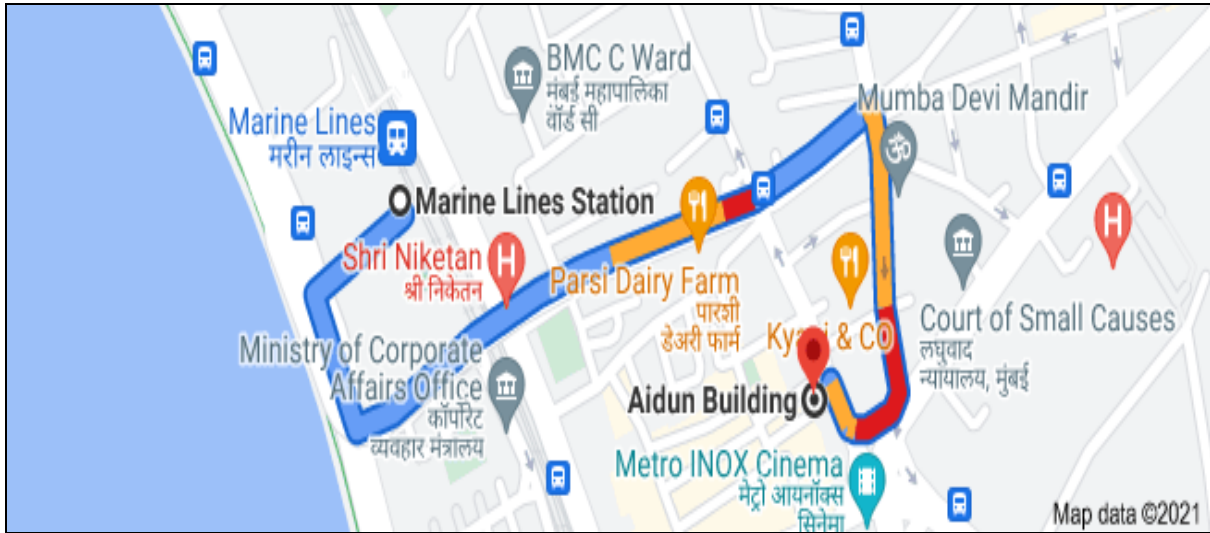 BMC C Ward
मंबई महापालिका
वॉर्ड सी
Mumba Devi Mandir
Marine Lines
मरीन लाइन्स
Marine Lines Station
Shri Niketan
श्री निकेतन
Parsi Dairy Farm
पारशी
डेअरी फार्म
& CO
Court of Small Causes
लघुवाद
न्यायालय, मुंबई
Ministry of Corporate
Affairs Office
कॉर्पोरेट
व्यवहार मंत्रालय
Aidun Building
Metro INOX Cinema
मेट्रो आयनॉक्स
सिनेमा
Map data ©2021